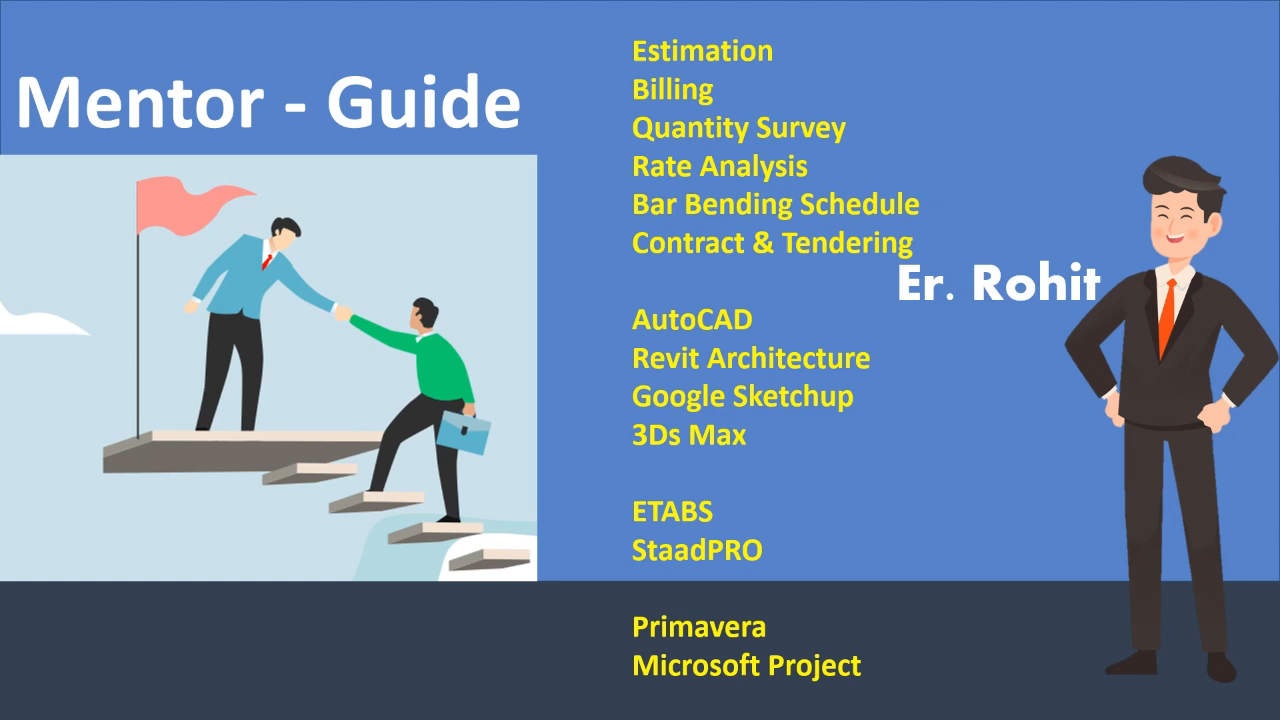 Mentor - Guide
Estimation
Billing
Quantity Survey
Rate Analysis
Bar Bending Schedule
Contract & Tendering
Er. Rohit
AutoCAD
Revit Architecture
Google Sketchup
3Ds Max
ETABS
StaadPRO
Primavera
Microsoft Project